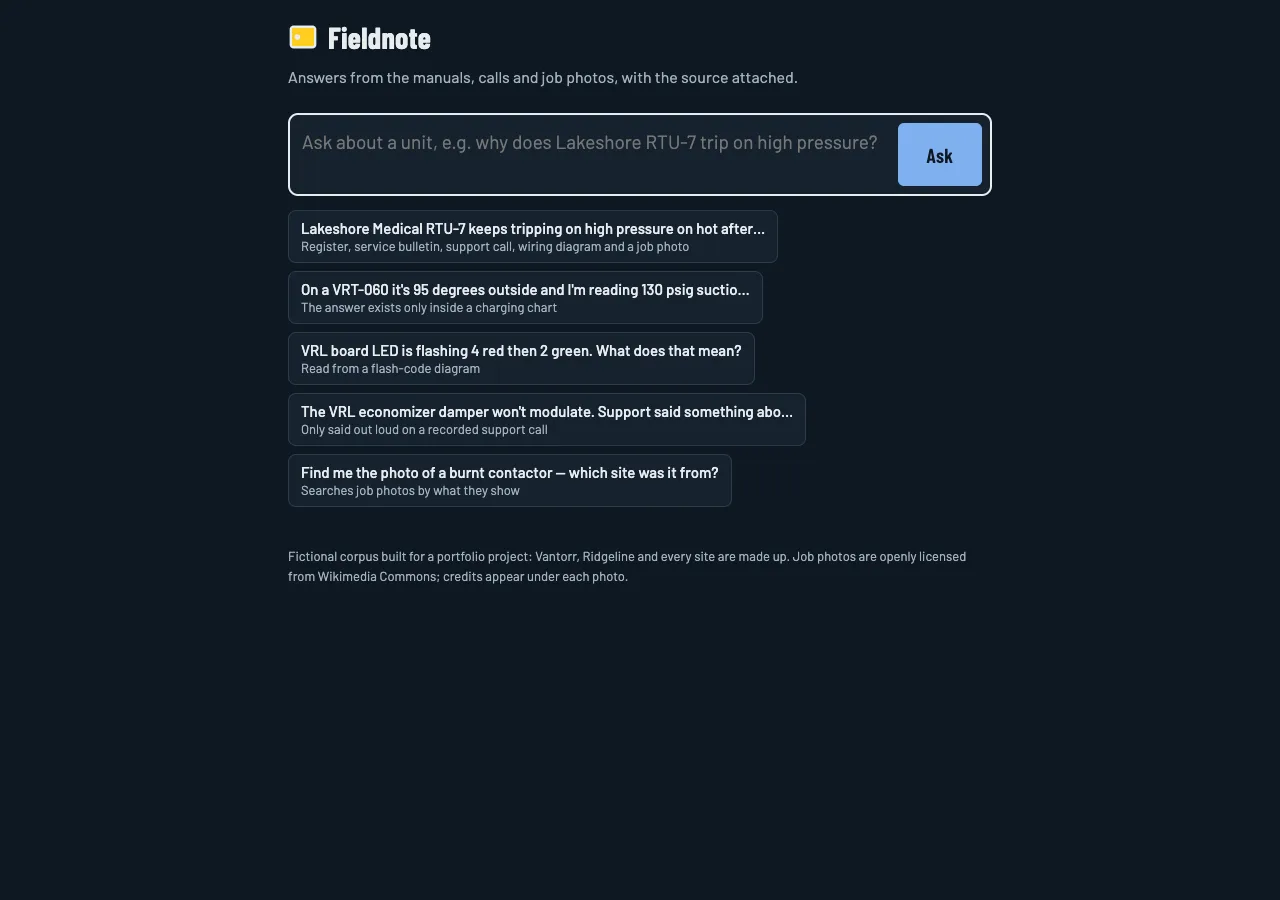 Fieldnote
Answers from the manuals, calls and job photos, with the source attached.
Ask about a unit, e.g. why does Lakeshore RTU-7 trip on high pressure?
Ask
Lakeshore Medical RTU-7 keeps tripping on high pressure on hot after...
Register, service bulletin, support call, wiring diagram and a job photo
On a VRT-060 it's 95 degrees outside and I'm reading 130 psig suctio...
The answer exists only inside a charging chart
VRL board LED is flashing 4 red then 2 green. What does that mean?
Read from a flash-code diagram
The VRL economizer damper won't modulate. Support said something abo...
Only said out loud on a recorded support call
Find me the photo of a burnt contactor — which site was it from?
Searches job photos by what they show
Fictional corpus built for a portfolio project: Vantorr, Ridgeline and every site are made up. Job photos are openly licensed
from Wikimedia Commons; credits appear under each photo.